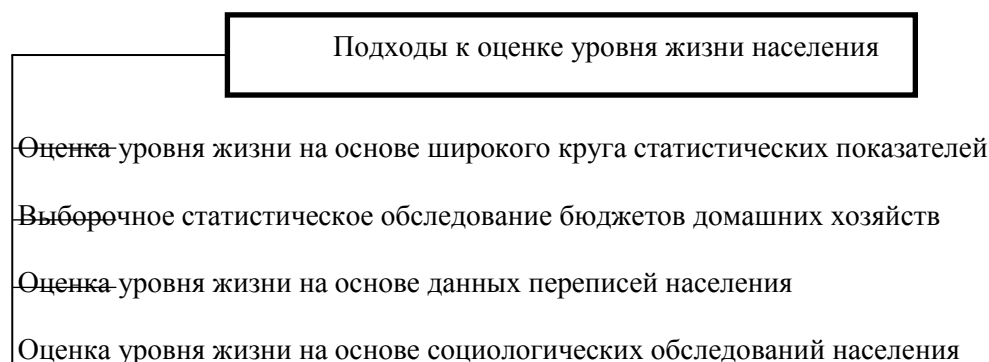 Подходы к оценке уровня жизни населения
Оценка уровня жизни на основе широкого круга статистических показателей
Выборочное статистическое обследование бюджетов домашних хозяйств
Оценка уровня жизни на основе данных переписей населения
Оценка уровня жизни на основе социологических обследований населения